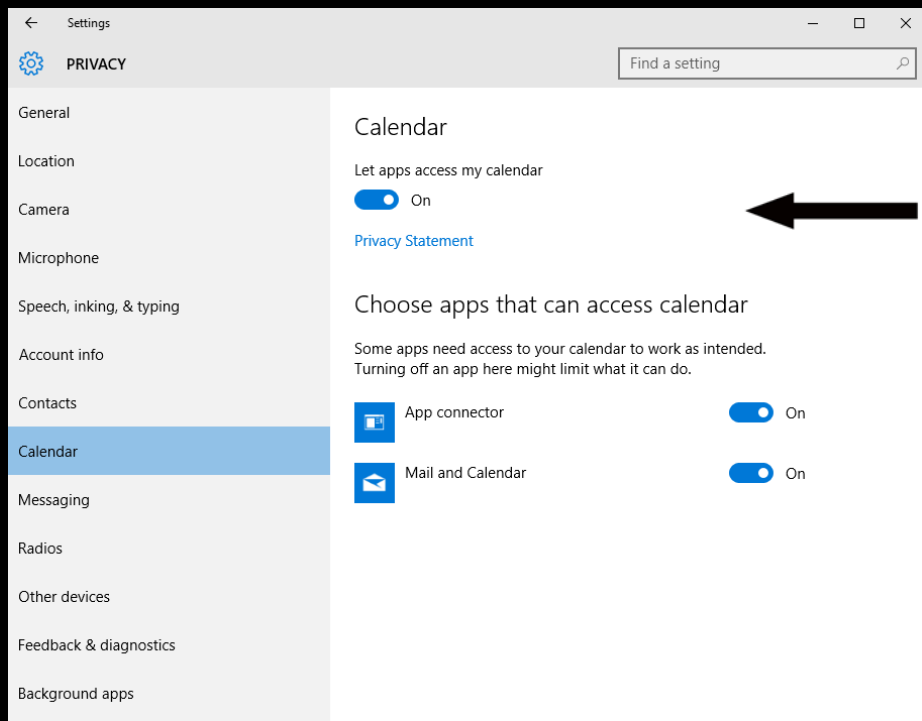 Settings
PRIVACY
Find a setting
General
Location
Camera
Microphone
Speech, inking, & typing
Account info
Contacts
Calendar
Messaging
Radios
Other devices
Feedback & diagnostics
Background apps
Calendar
Let apps access my calendar
On
Privacy Statement
Choose apps that can access calendar
Some apps need access to your calendar to work as intended.
Turning off an app here might limit what it can do.
App connector On
Mail and Calendar On